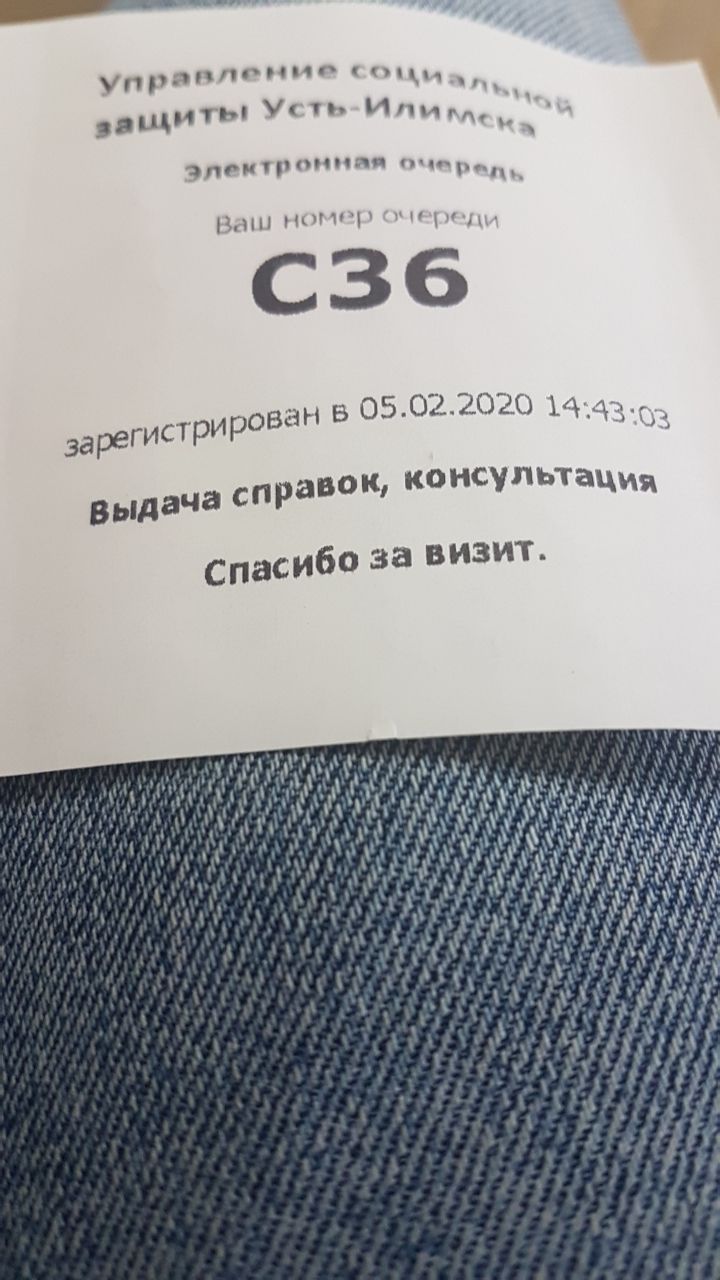 Управление социальной
защиты Усть-Илимска
Электронная очередь
Ваш номер очереди
С36
зарегистрирован в 05.02.2020 14:43:03
Выдача справок, консультация
Спасибо за визит.